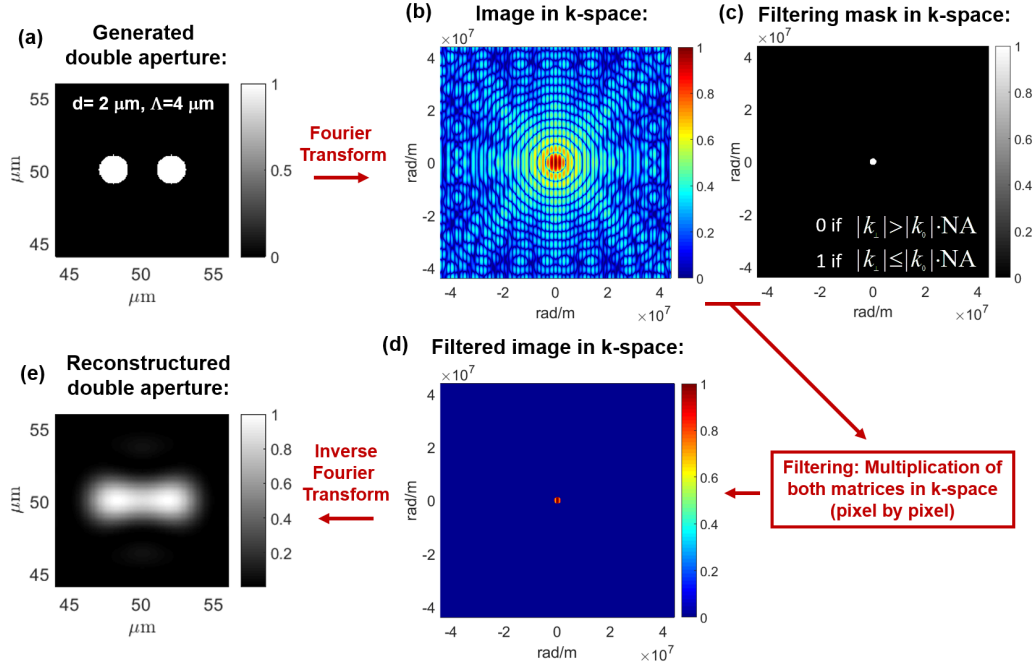 (a)
Generated
double aperture:
d= 2 μm, Λ=4 μm
55
50
45
μm
45 50 55
μm
1
0.8
0.6
0.4
0.2
0
Fourier
Transform
(b)
Image in k-space:
×10⁷
4
2
0
-2
-4
rad/m
-4 -2 0 2 4
rad/m
×10⁷
1
0.8
0.6
0.4
0.2
0
(c)
Filtering mask in k-space:
×10⁷
4
2
0
-2
-4
rad/m
0 if |k⊥|>|k₀|·NA
1 if |k⊥|≤|k₀|·NA
-4 -2 0 2 4
rad/m
×10⁷
1
0.8
0.6
0.4
0.2
0
Filtering: Multiplication of
both matrices in k-space
(pixel by pixel)
(d)
Filtered image in k-space:
×10⁷
4
2
0
-2
-4
rad/m
-4 -2 0 2 4
rad/m
×10⁷
1
0.8
0.6
0.4
0.2
0
Inverse
Fourier
Transform
(e)
Reconstructured
double aperture:
55
50
45
μm
45 50 55
μm
1
0.8
0.6
0.4
0.2